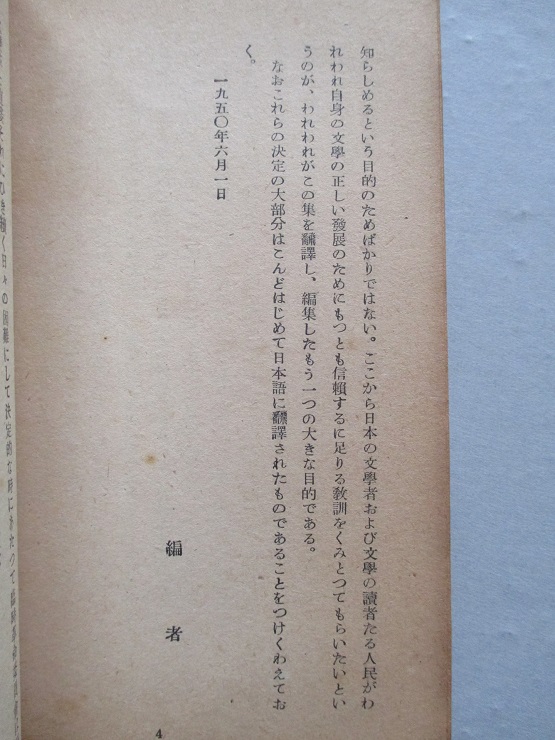 知らしめるという目的のためばかりではない。ここから日本の文學者および文學の讀者たる人民がわ
れわれ自身の文學の正しい發展のためにもつとも信賴するに足りる敎訓をくみとつてもらいたいとい
うのが、われわれがこの集を飜譯し、編集したもう一つの大きな目的である。
なおこれらの決定の大部分はこんどはじめて日本語に飜譯されたものであることをつけくわえてお
く。
一九五〇年六月一日
編者
4